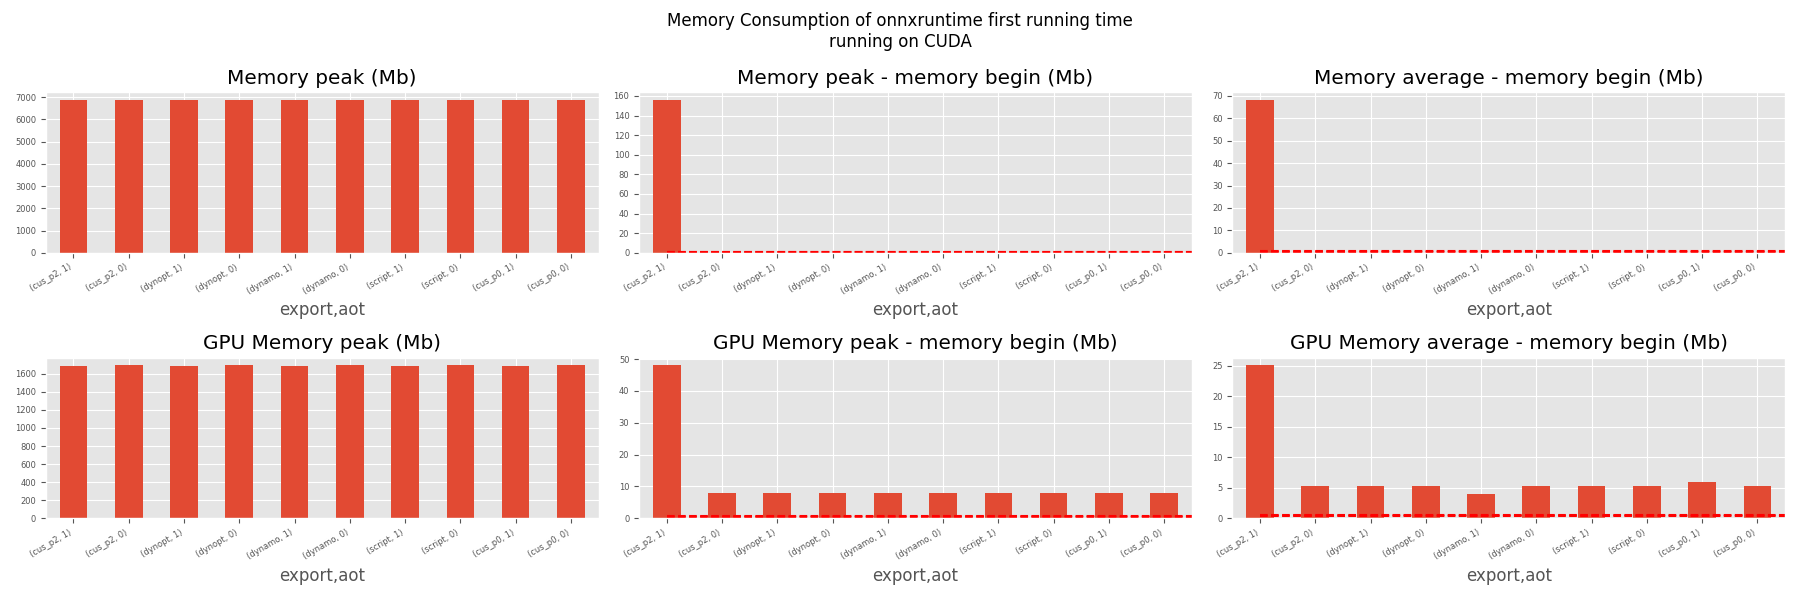 Memory Consumption of onnxruntime first running time
running on CUDA
Memory peak (Mb)
7000
6000
5000
4000
3000
2000
1000
0
(cus_p2, 1)
(cus_p2, 0)
(dynopt, 1)
(dynopt, 0)
(dynamo, 1)
(dynamo, 0)
(script, 1)
(script, 0)
(cus_p0, 1)
(cus_p0, 0)
export,aot
Memory peak - memory begin (Mb)
160
140
120
100
80
60
40
20
0
(cus_p2, 1)
(cus_p2, 0)
(dynopt, 1)
(dynopt, 0)
(dynamo, 1)
(dynamo, 0)
(script, 1)
(script, 0)
(cus_p0, 1)
(cus_p0, 0)
export,aot
Memory average - memory begin (Mb)
70
60
50
40
30
20
10
0
(cus_p2, 1)
(cus_p2, 0)
(dynopt, 1)
(dynopt, 0)
(dynamo, 1)
(dynamo, 0)
(script, 1)
(script, 0)
(cus_p0, 1)
(cus_p0, 0)
export,aot
GPU Memory peak (Mb)
1600
1400
1200
1000
800
600
400
200
0
(cus_p2, 1)
(cus_p2, 0)
(dynopt, 1)
(dynopt, 0)
(dynamo, 1)
(dynamo, 0)
(script, 1)
(script, 0)
(cus_p0, 1)
(cus_p0, 0)
export,aot
GPU Memory peak - memory begin (Mb)
50
40
30
20
10
0
(cus_p2, 1)
(cus_p2, 0)
(dynopt, 1)
(dynopt, 0)
(dynamo, 1)
(dynamo, 0)
(script, 1)
(script, 0)
(cus_p0, 1)
(cus_p0, 0)
export,aot
GPU Memory average - memory begin (Mb)
25
20
15
10
5
0
(cus_p2, 1)
(cus_p2, 0)
(dynopt, 1)
(dynopt, 0)
(dynamo, 1)
(dynamo, 0)
(script, 1)
(script, 0)
(cus_p0, 1)
(cus_p0, 0)
export,aot